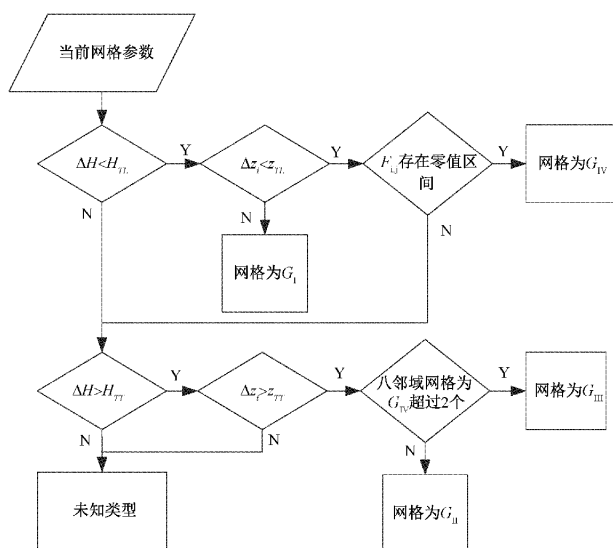 当前网格参数
ΔH<H_TL
Y
Δz_i<z_TL
Y
F_i,j存在零值区
间
Y
网格为G_IV
N
N
N
网格为G_I
ΔH>H_TT
Y
Δz_i>z_TT
Y
八邻域网格为
G_IV超过2个
Y
网格为G_III
N
N
N
未知类型
网格为G_II